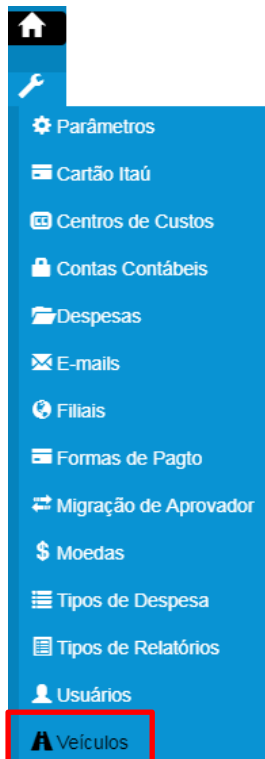 Parâmetros
Cartão Itaú
Centros de Custos
Contas Contábeis
Despesas
E-mails
Filiais
Formas de Pagto
Migração de Aprovador
Moedas
Tipos de Despesa
Tipos de Relatórios
Usuários
Veículos